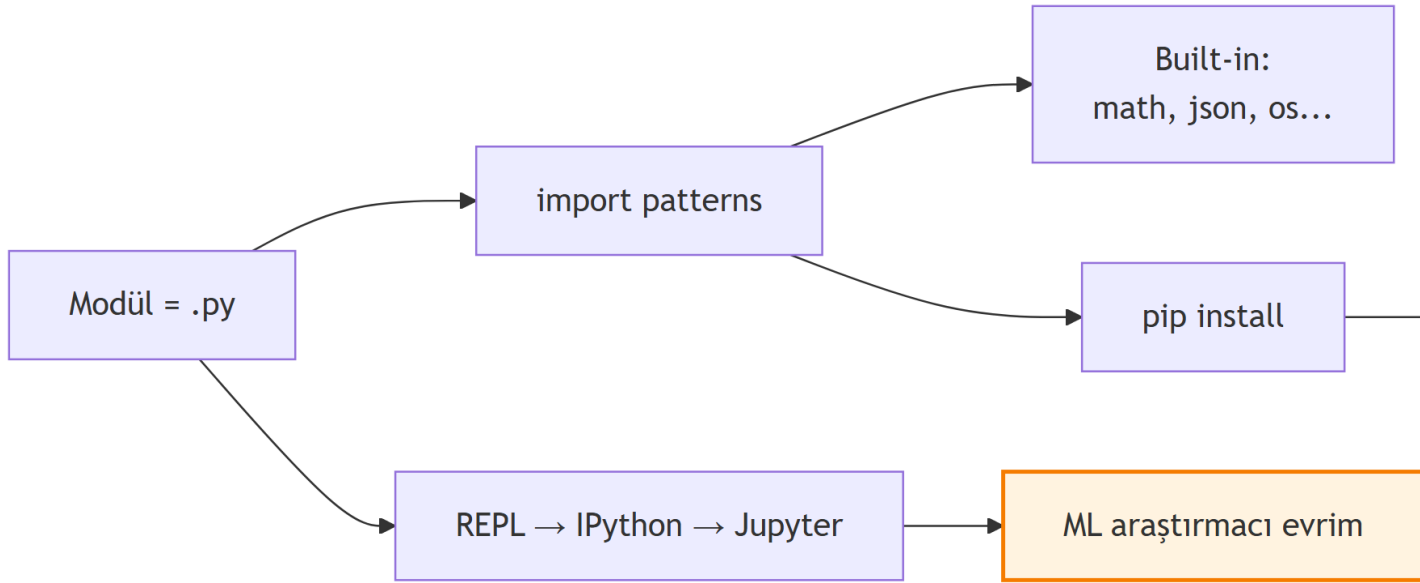 Built-in:
math, json, os...
import patterns
Modül = .py
pip install
REPL → IPython → Jupyter
ML araştırmacı evrim